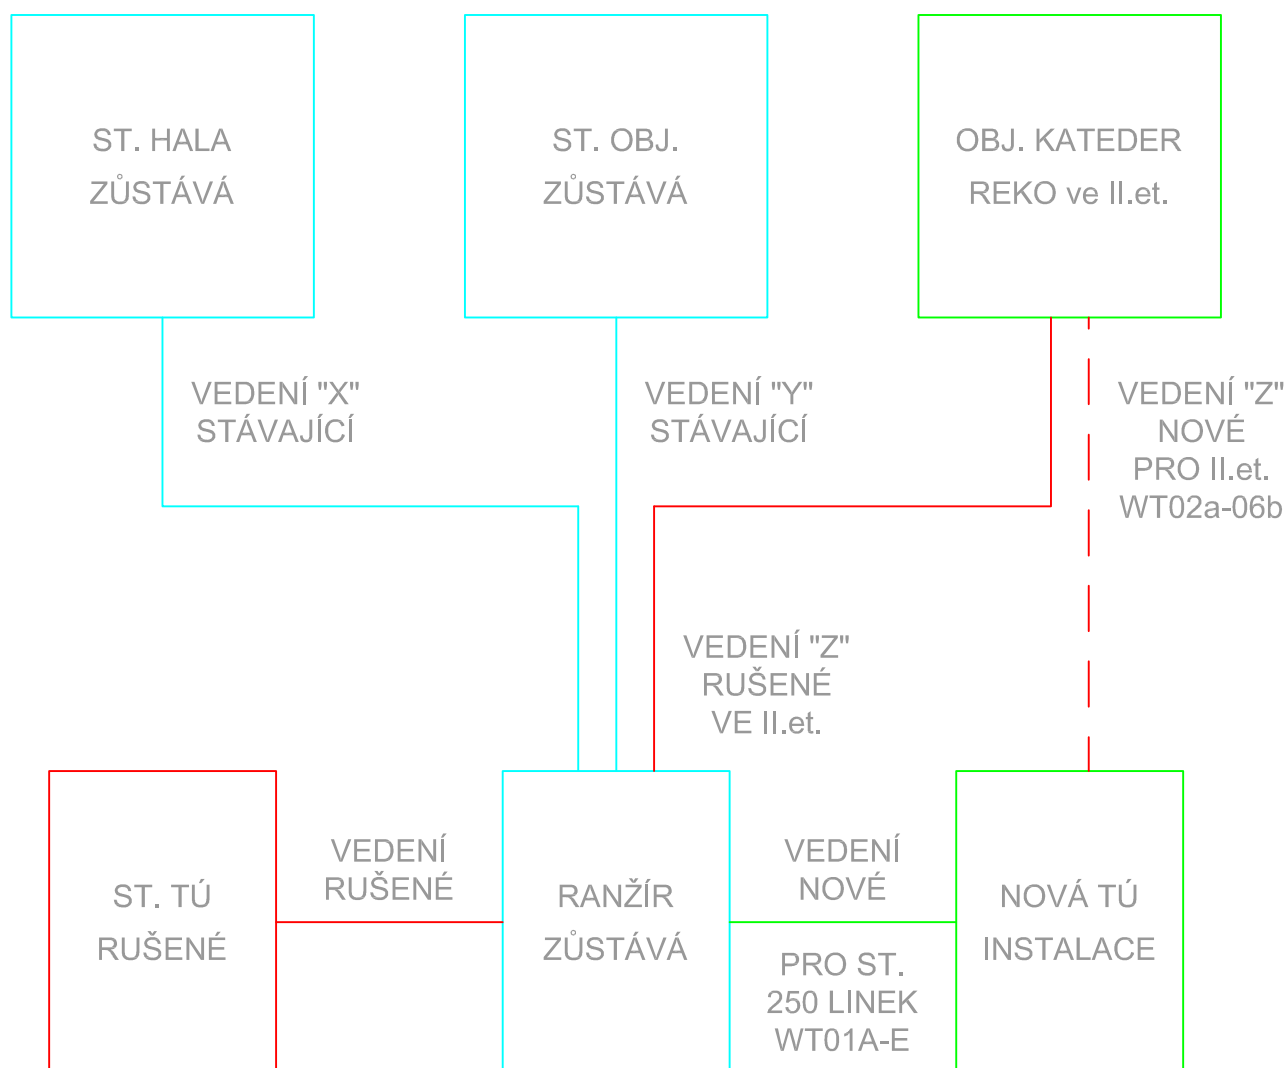 ST. HALA
ZŮSTÁVÁ
ST. OBJ.
ZŮSTÁVÁ
OBJ. KATEDER
REKO ve II.et.
VEDENÍ "X"
STÁVAJÍCÍ
VEDENÍ "Y"
STÁVAJÍCÍ
VEDENÍ "Z"
NOVÉ
PRO II.et.
WT02a-06b
VEDENÍ "Z"
RUŠENÉ
VE II.et.
ST. TÚ
RUŠENÉ
VEDENÍ
RUŠENÉ
RANŽÍR
ZŮSTÁVÁ
VEDENÍ
NOVÉ
PRO ST.
250 LINEK
WT01A-E
NOVÁ TÚ
INSTALACE